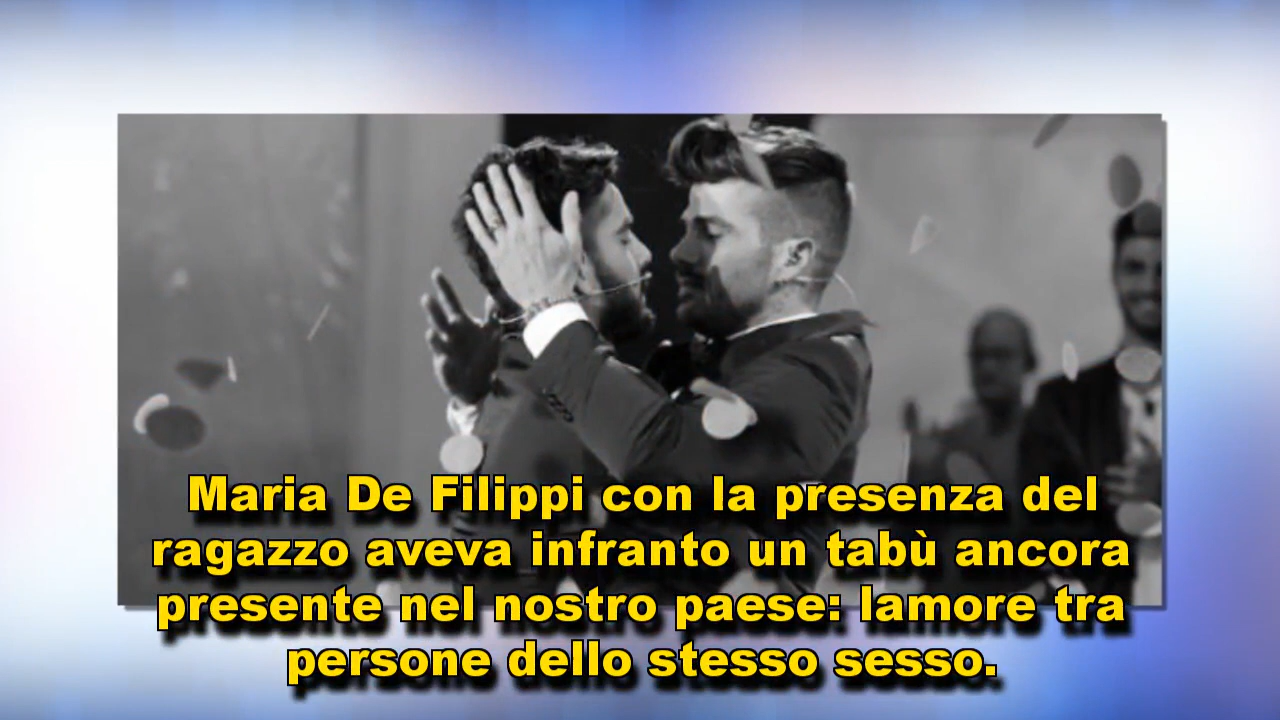 Maria De Filippi con la presenza del
ragazzo aveva infranto un tabù ancora
presente nel nostro paese: lamore tra
persone dello stesso sesso.